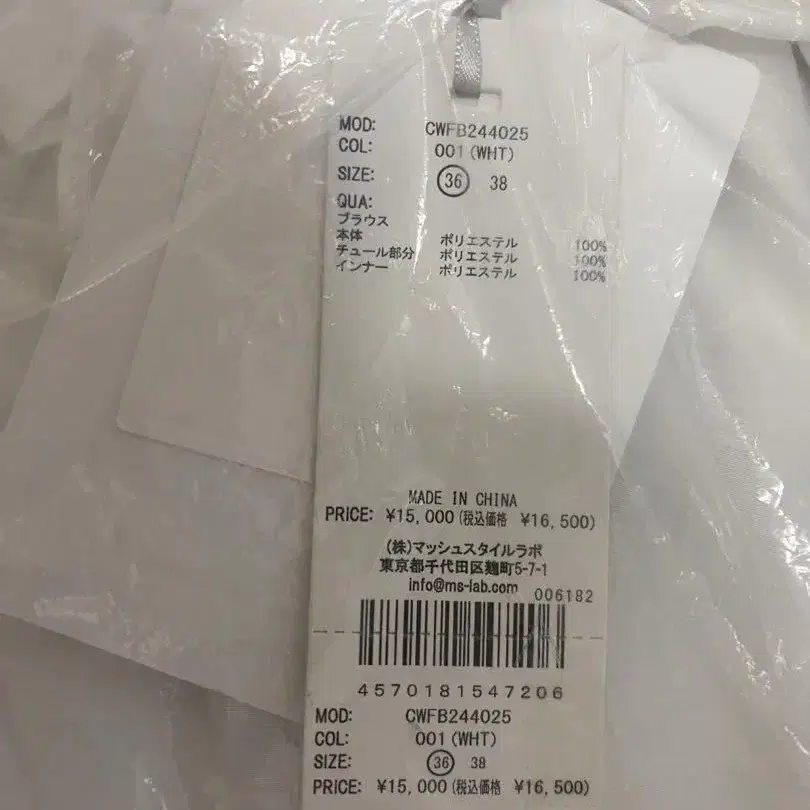 MOD: CWFB244025
COL: 001(WHT)
SIZE: 36 38
QUA:
ブラウス
本体 ポリエステル 100%
チュール部分 ポリエステル 100%
インナー ポリエステル 100%
MADE IN CHINA
PRICE: ¥15,000(税込価格 ¥16,500)
(株)マッシュスタイルラボ
東京都千代田区麹町5-7-1
info@ms-lab.com
006182
4570181547206
MOD: CWFB244025
COL: 001(WHT)
SIZE: 36 38
PRICE: ¥15,000(税込価格 ¥16,500)